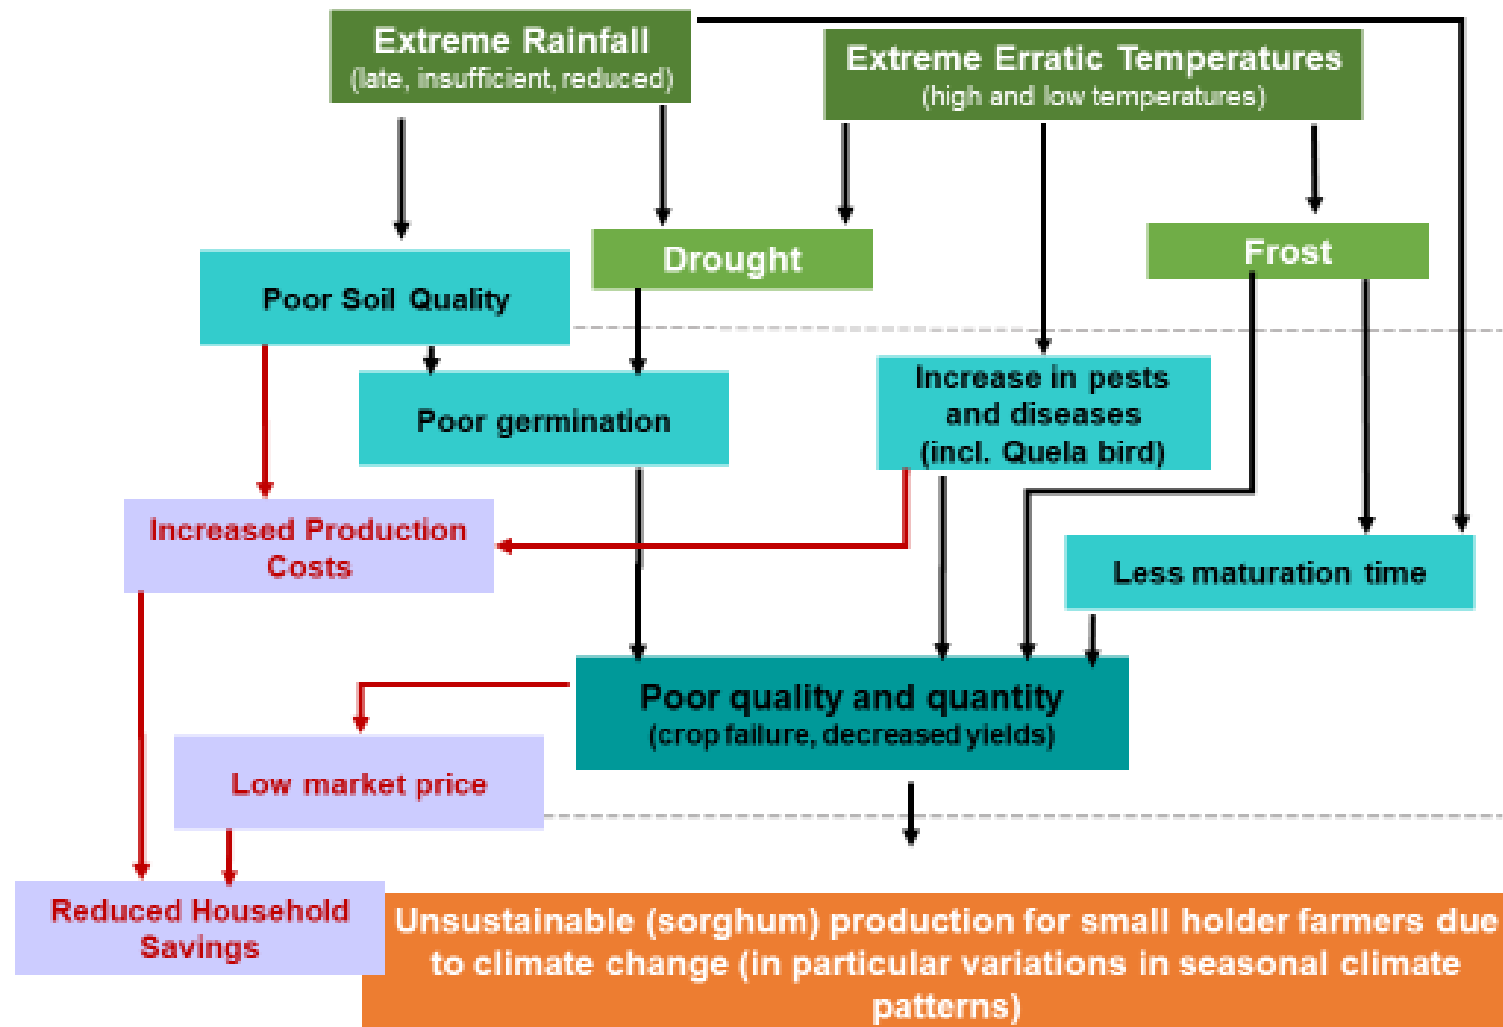 Extreme Rainfall
(late, insufficient, reduced)
Extreme Erratic Temperatures
(high and low temperatures)
Drought
Frost
Poor Soil Quality
Poor germination
Increase in pests
and diseases
(incl. Quela bird)
Increased Production
Costs
Less maturation time
Poor quality and quantity
(crop failure, decreased yields)
Low market price
Reduced Household
Savings
Unsustainable (sorghum) production for small holder farmers due
to climate change (in particular variations in seasonal climate
patterns)